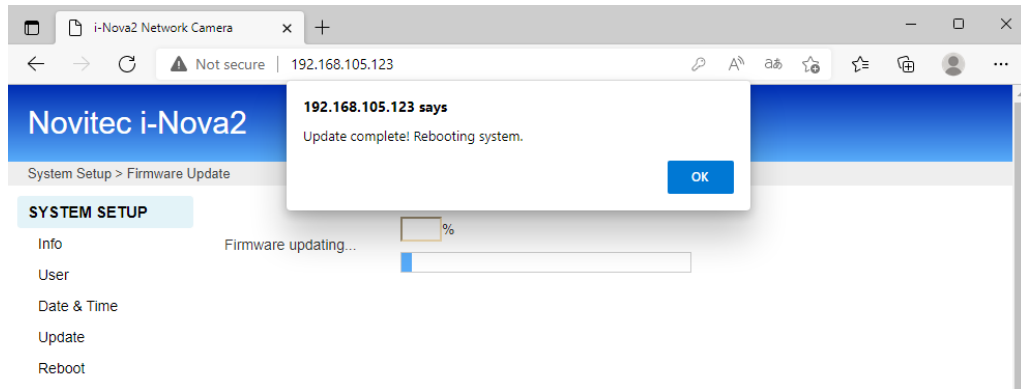 i-Nova2 Network Camera
Not secure | 192.168.105.123
192.168.105.123 says
Update complete! Rebooting system.
OK
Novitec i-Nova2
System Setup > Firmware Update
SYSTEM SETUP
Info
User
Date & Time
Update
Reboot
%
Firmware updating...